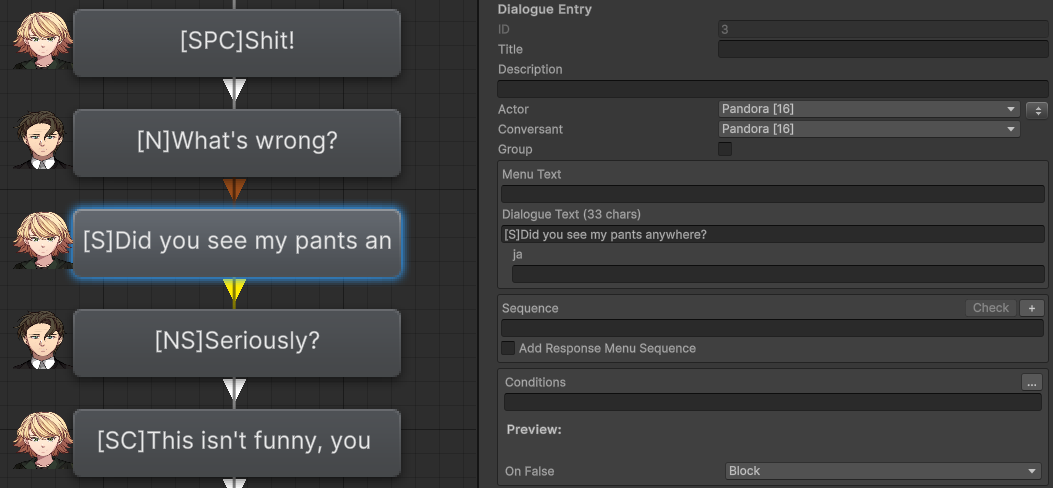 [SPC]Shit!
[N]What's wrong?
[S]Did you see my pants an
[NS]Seriously?
[SC]This isn't funny, you
Dialogue Entry
ID 3
Title
Description
Actor Pandora [16]
Conversant Pandora [16]
Group
Menu Text
Dialogue Text (33 chars)
[S]Did you see my pants anywhere?
ja
Sequence Check +
Add Response Menu Sequence
Conditions ...
Preview:
On False Block